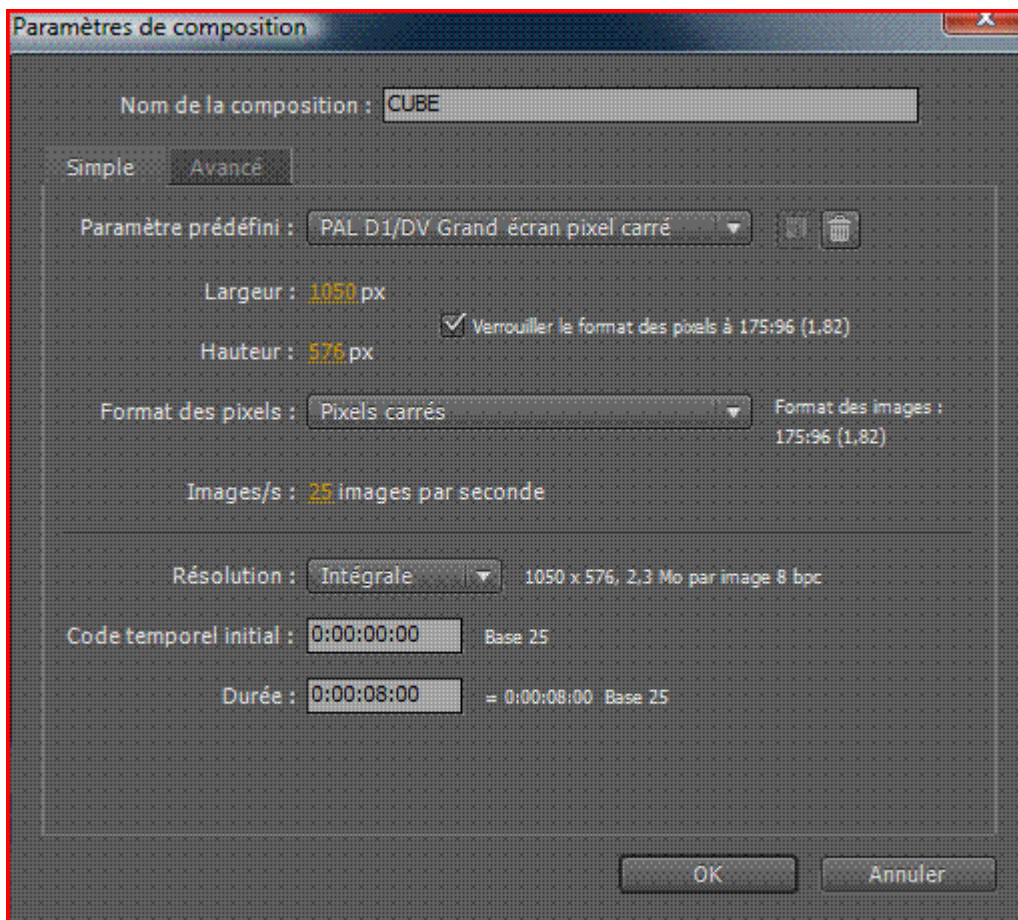 Paramètres de composition
X
Nom de la composition : CUBE
Simple Avancé
Paramètre prédéfini : PAL D1/DV Grand écran pixel carré
Largeur : 1050 px
Verrouiller le format des pixels à 175:96 (1,82)
Hauteur : 576 px
Format des pixels : Pixels carrés
Format des images :
175:96 (1,82)
Images/s : 25 images par seconde
Résolution : Intégrale 1050 x 576, 2,3 Mo par image 8 bpc
Code temporel initial : 0:00:00:00 Base 25
Durée : 0:00:08:00 = 0:00:08:00 Base 25
OK Annuler